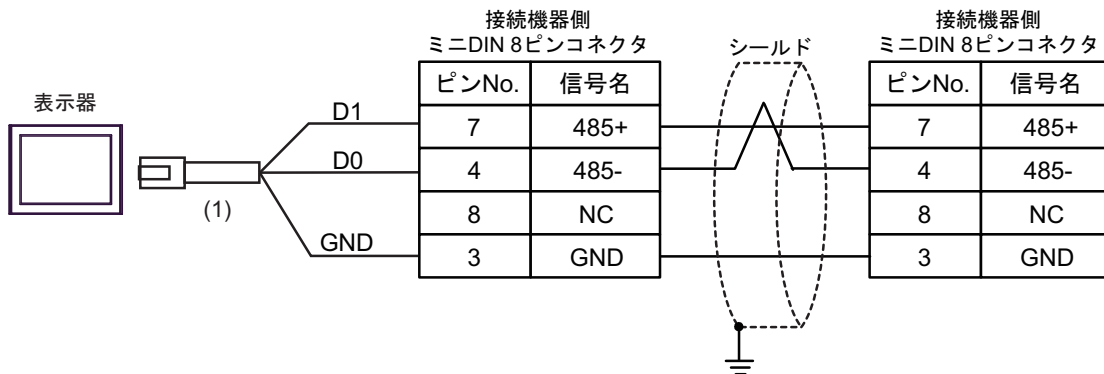 接続機器側
ミニDIN 8ピンコネクタ
シールド
接続機器側
ミニDIN 8ピンコネクタ
表示器
(1)
D1
D0
GND
ピンNo. 信号名
7 485+
4 485-
8 NC
3 GND
ピンNo. 信号名
7 485+
4 485-
8 NC
3 GND